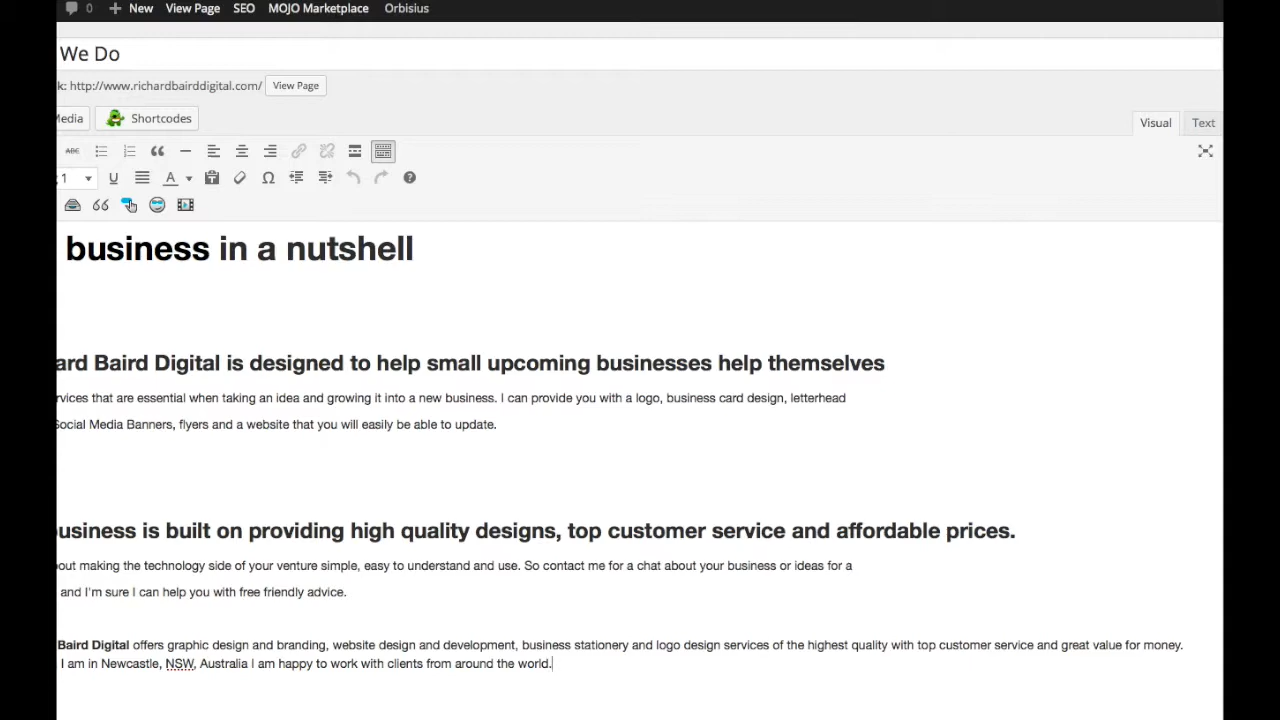 0 New View Page SEO MOJO Marketplace Orbisius
We Do
k: http://www.richardbairddigital.com/ View Page
Media Shortcodes
Visual Text
ABC
1 U A Ω ?
business in a nutshell
ard Baird Digital is designed to help small upcoming businesses help themselves
rvices that are essential when taking an idea and growing it into a new business. I can provide you with a logo, business card design, letterhead
Social Media Banners, flyers and a website that you will easily be able to update.
business is built on providing high quality designs, top customer service and affordable prices.
out making the technology side of your venture simple, easy to understand and use. So contact me for a chat about your business or ideas for a
and I'm sure I can help you with free friendly advice.
Baird Digital offers graphic design and branding, website design and development, business stationery and logo design services of the highest quality with top customer service and great value for money.
I am in Newcastle, NSW, Australia I am happy to work with clients from around the world.